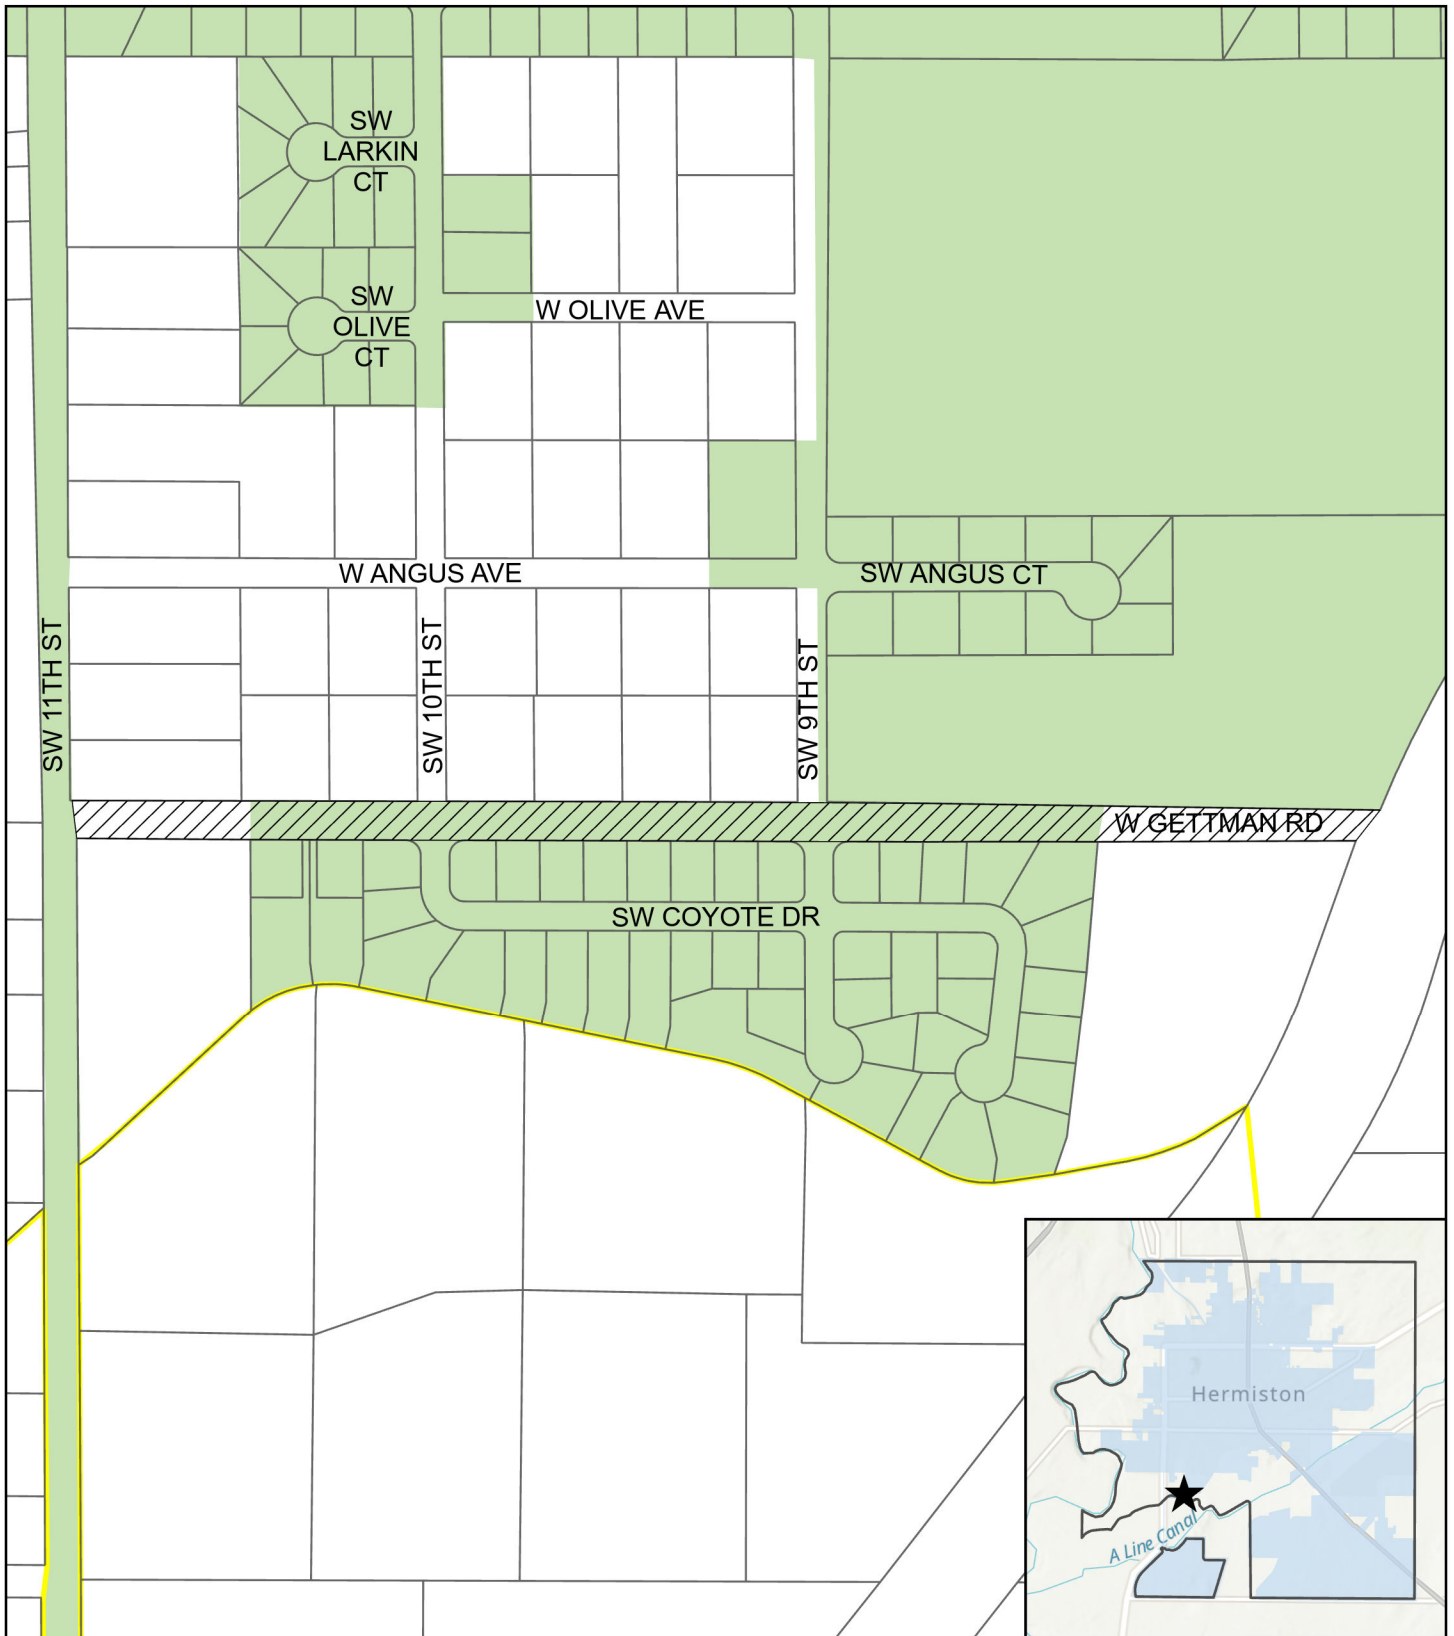 SW
LARKIN
CT
SW
OLIVE
CT
W OLIVE AVE
W ANGUS AVE
SW ANGUS CT
SW 11TH ST
SW 10TH ST
SW 9TH ST
W GETTMAN RD
SW COYOTE DR
Hermiston
A Line Canal